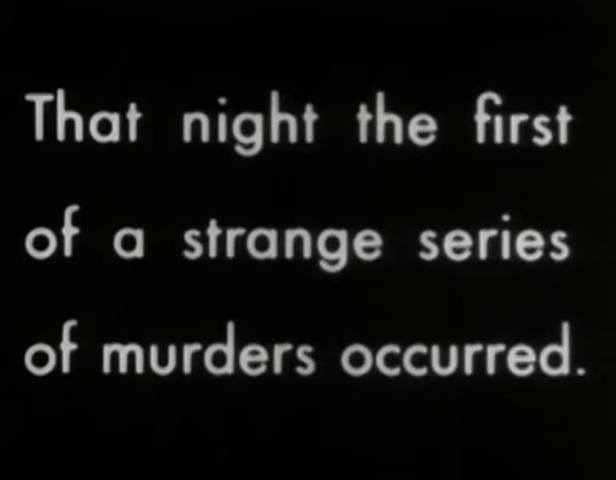 That night the first
of a strange series
of murders occurred.